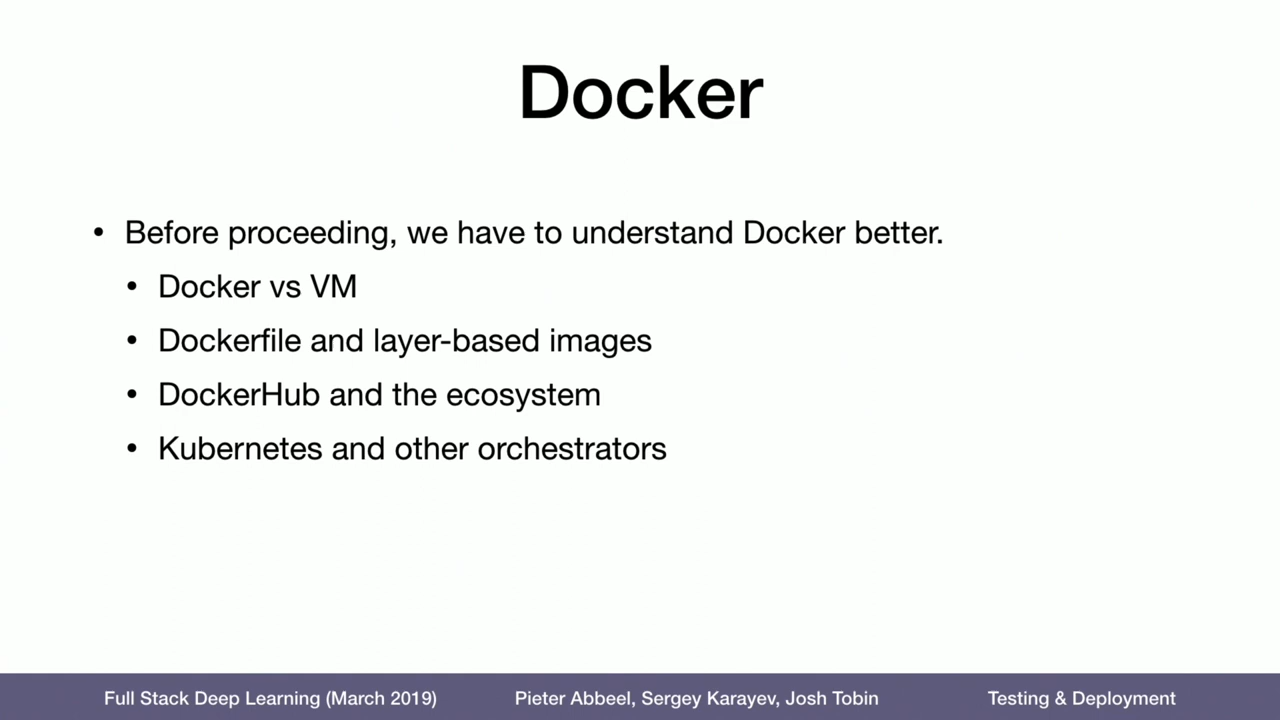 Docker
• Before proceeding, we have to understand Docker better.
• Docker vs VM
• Dockerfile and layer-based images
• DockerHub and the ecosystem
• Kubernetes and other orchestrators
Full Stack Deep Learning (March 2019) Pieter Abbeel, Sergey Karayev, Josh Tobin Testing & Deployment